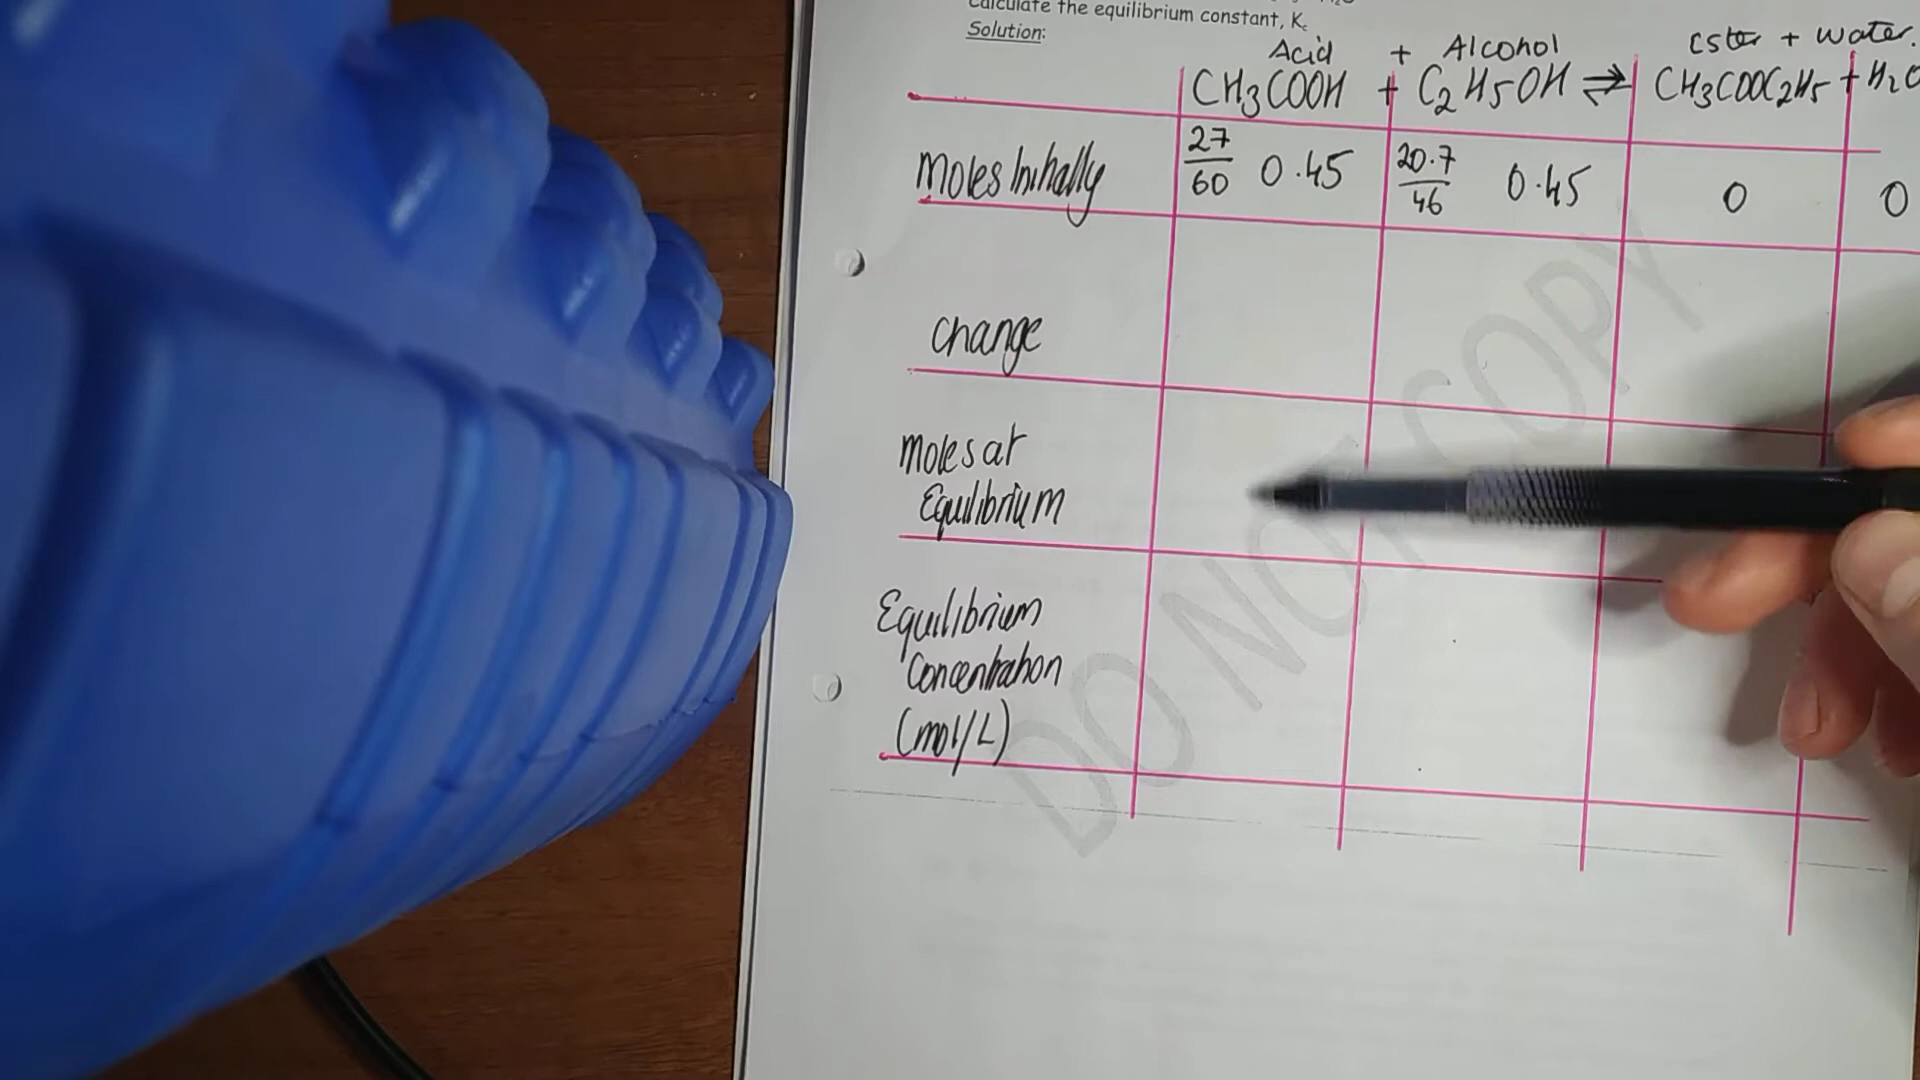 Calculate the equilibrium constant, Kc
Solution:
Acid + Alcohol Ester + Water.
CH3COOH + C2H5OH ⇌ CH3COOC2H5 + H2O
Moles Initially 27/60 0.45 20.7/46 0.45 0 0
Change
Moles at
Equilibrium
Equilibrium
Concentration
(mol/L)
DO NOT COPY